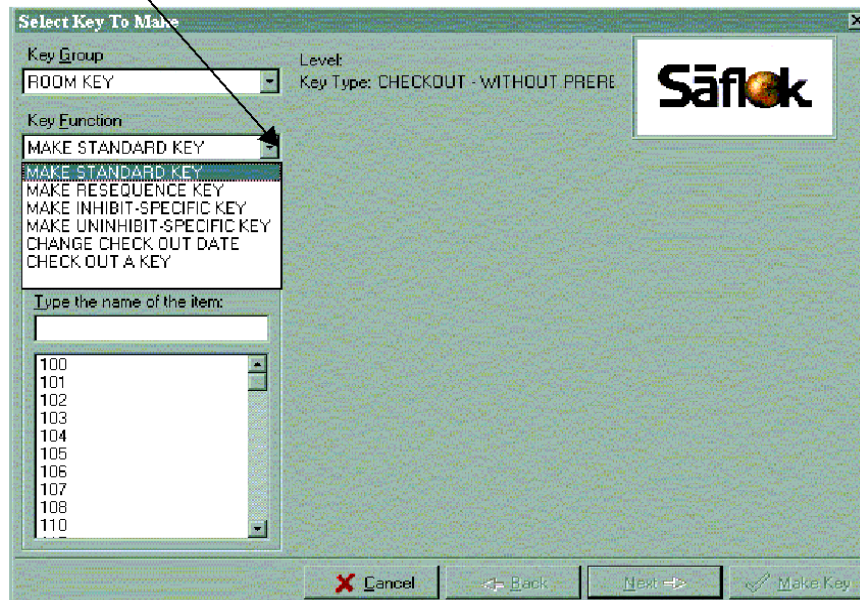 Select Key To Make
Key Group
ROOM KEY
Level:
Key Type: CHECKOUT - WITHOUT PRERE
Säflok
Key Function
MAKE STANDARD KEY
MAKE STANDARD KEY
MAKE RESEQUENCE KEY
MAKE INHIBIT-SPECIFIC KEY
MAKE UNINHIBIT-SPECIFIC KEY
CHANGE CHECK OUT DATE
CHECK OUT A KEY
Type the name of the item:
100
101
102
103
104
105
106
107
108
110
Cancel
Back
Next
Make Key